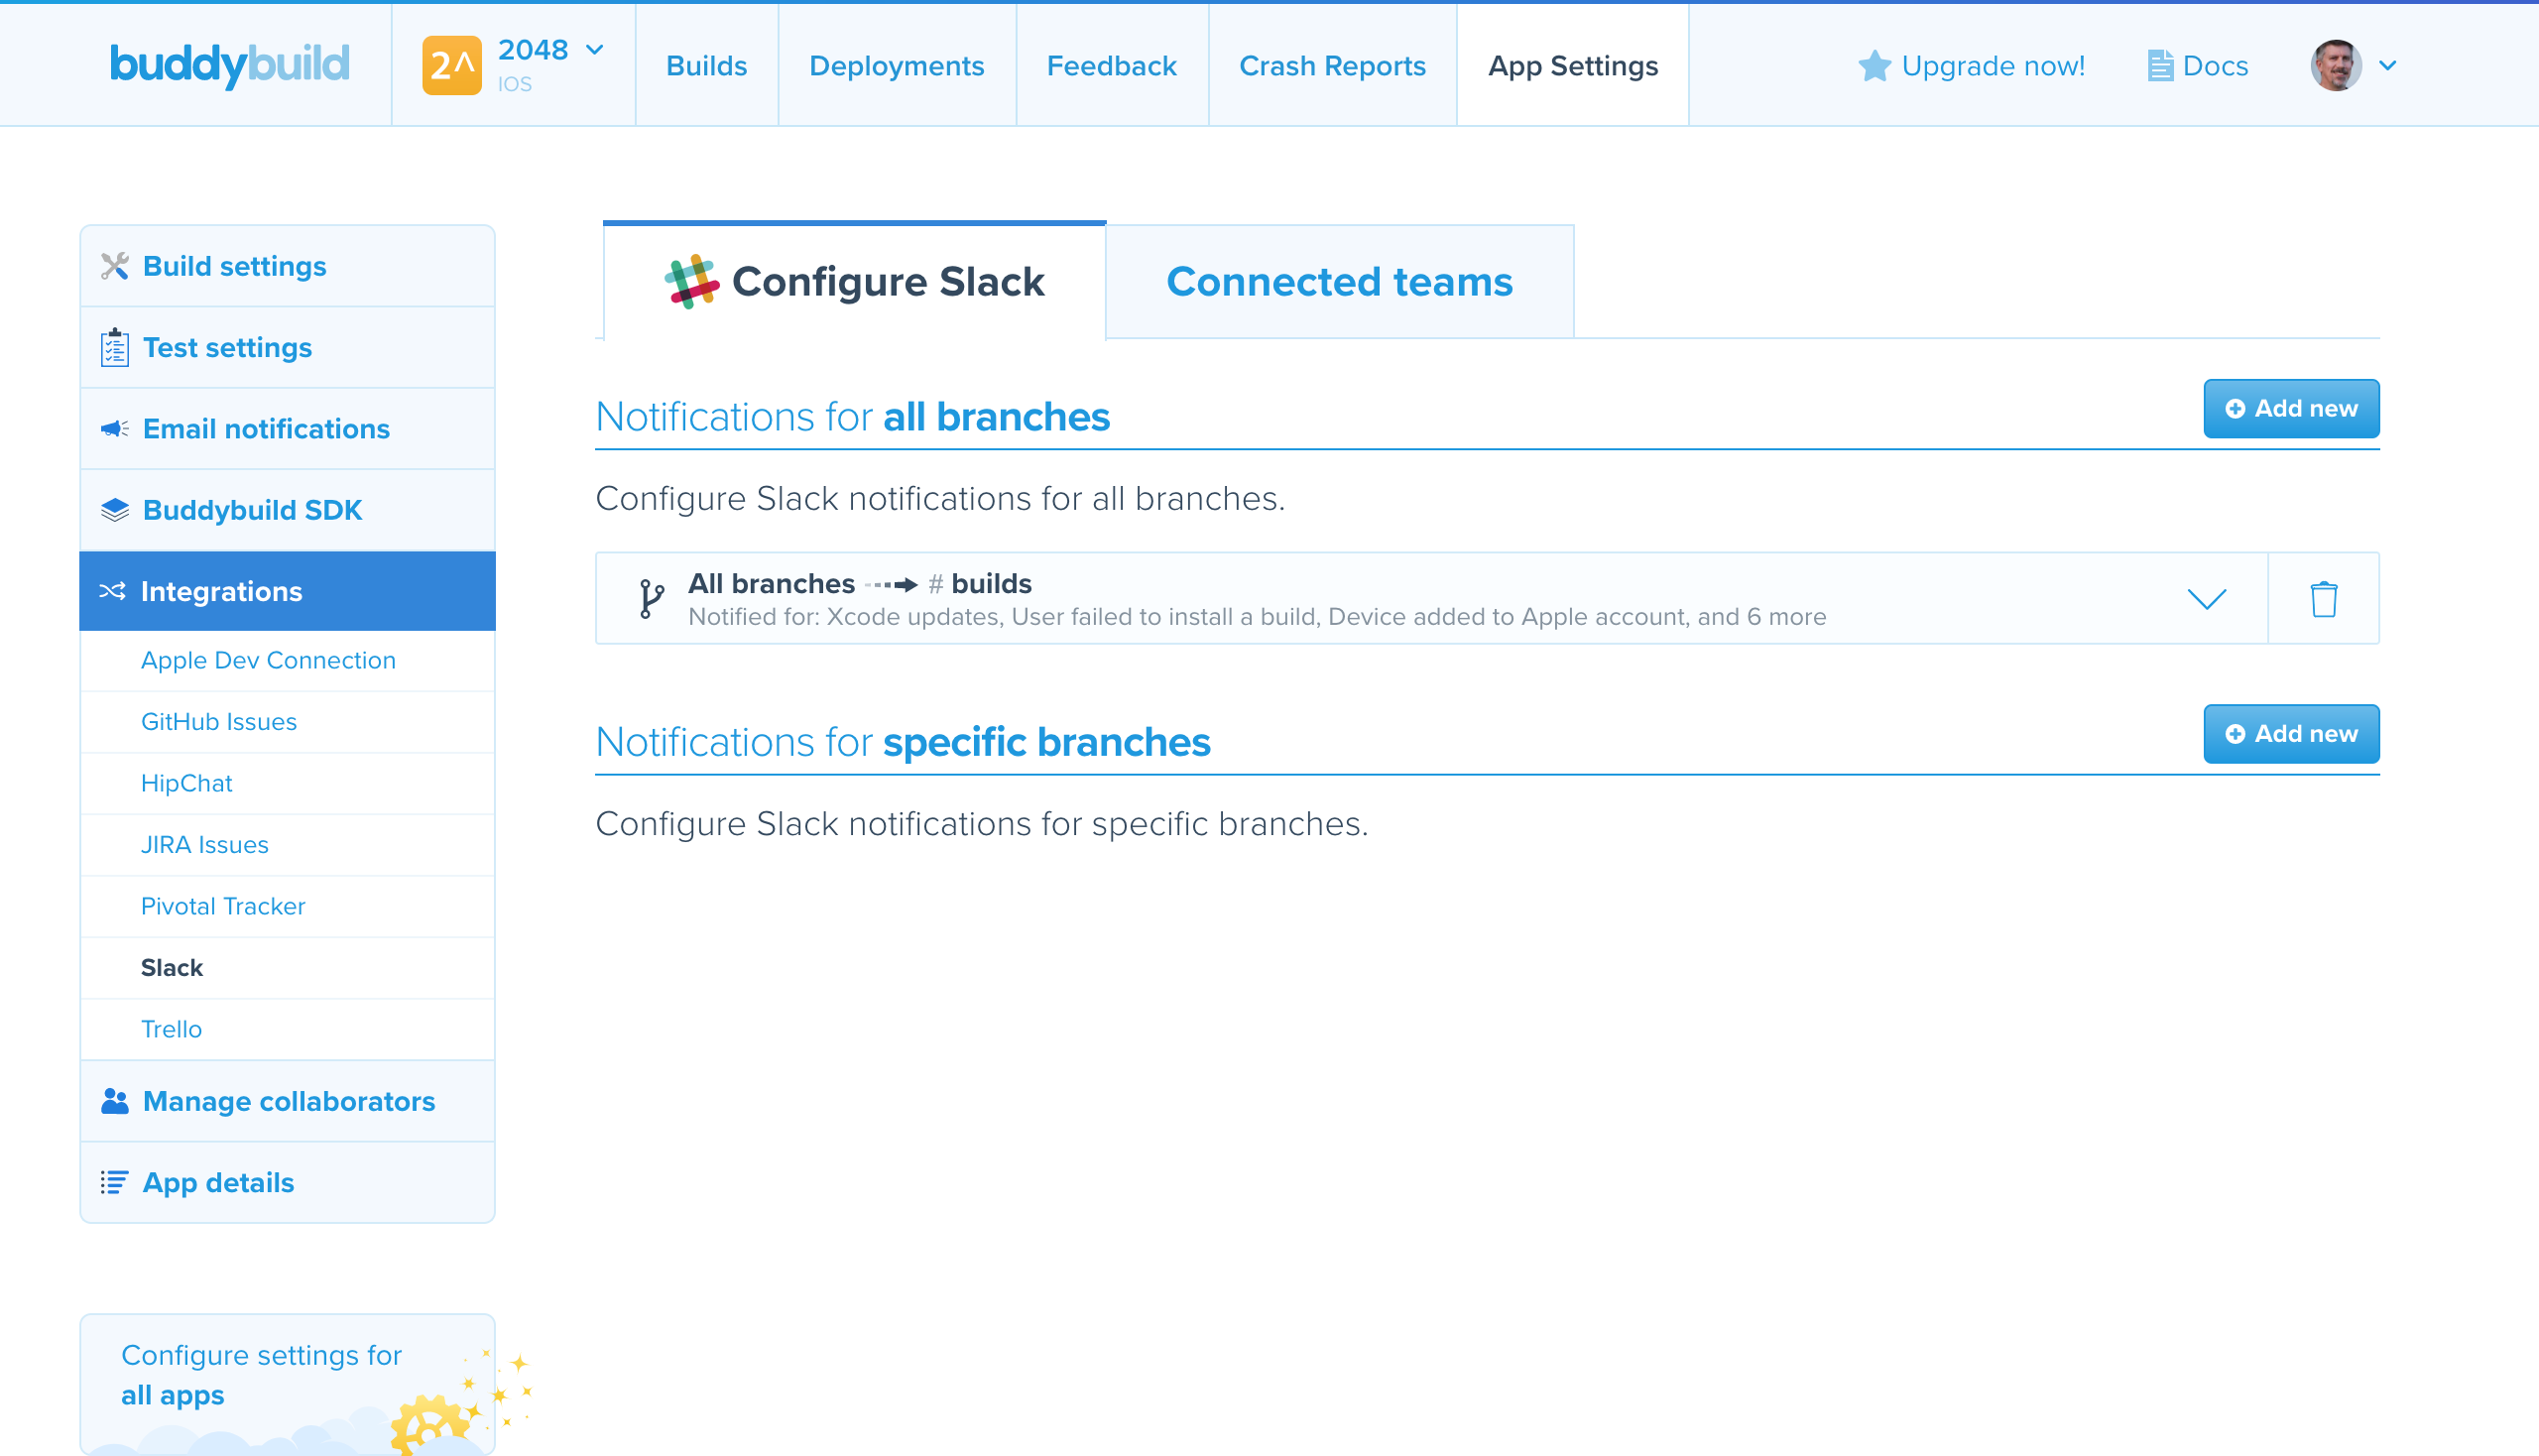 buddybuild
2^
2048
IOS
Builds
Deployments
Feedback
Crash Reports
App Settings
Upgrade now!
Docs
Build settings
Test settings
Email notifications
Buddybuild SDK
Integrations
Apple Dev Connection
GitHub Issues
HipChat
JIRA Issues
Pivotal Tracker
Slack
Trello
Manage collaborators
App details
Configure settings for
all apps
Configure Slack
Connected teams
Notifications for all branches
Add new
Configure Slack notifications for all branches.
All branches # builds
Notified for: Xcode updates, User failed to install a build, Device added to Apple account, and 6 more
Notifications for specific branches
Add new
Configure Slack notifications for specific branches.